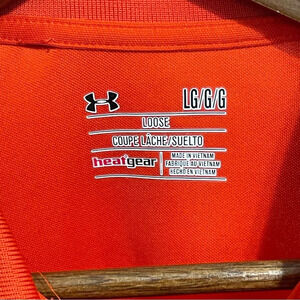 LG/G/G
LOOSE
COUPE LÂCHE/SUELTO
heatgear
MADE IN VIETNAM
FABRIQUÉ AU VIETNAM
HECHO EN VIETNAM